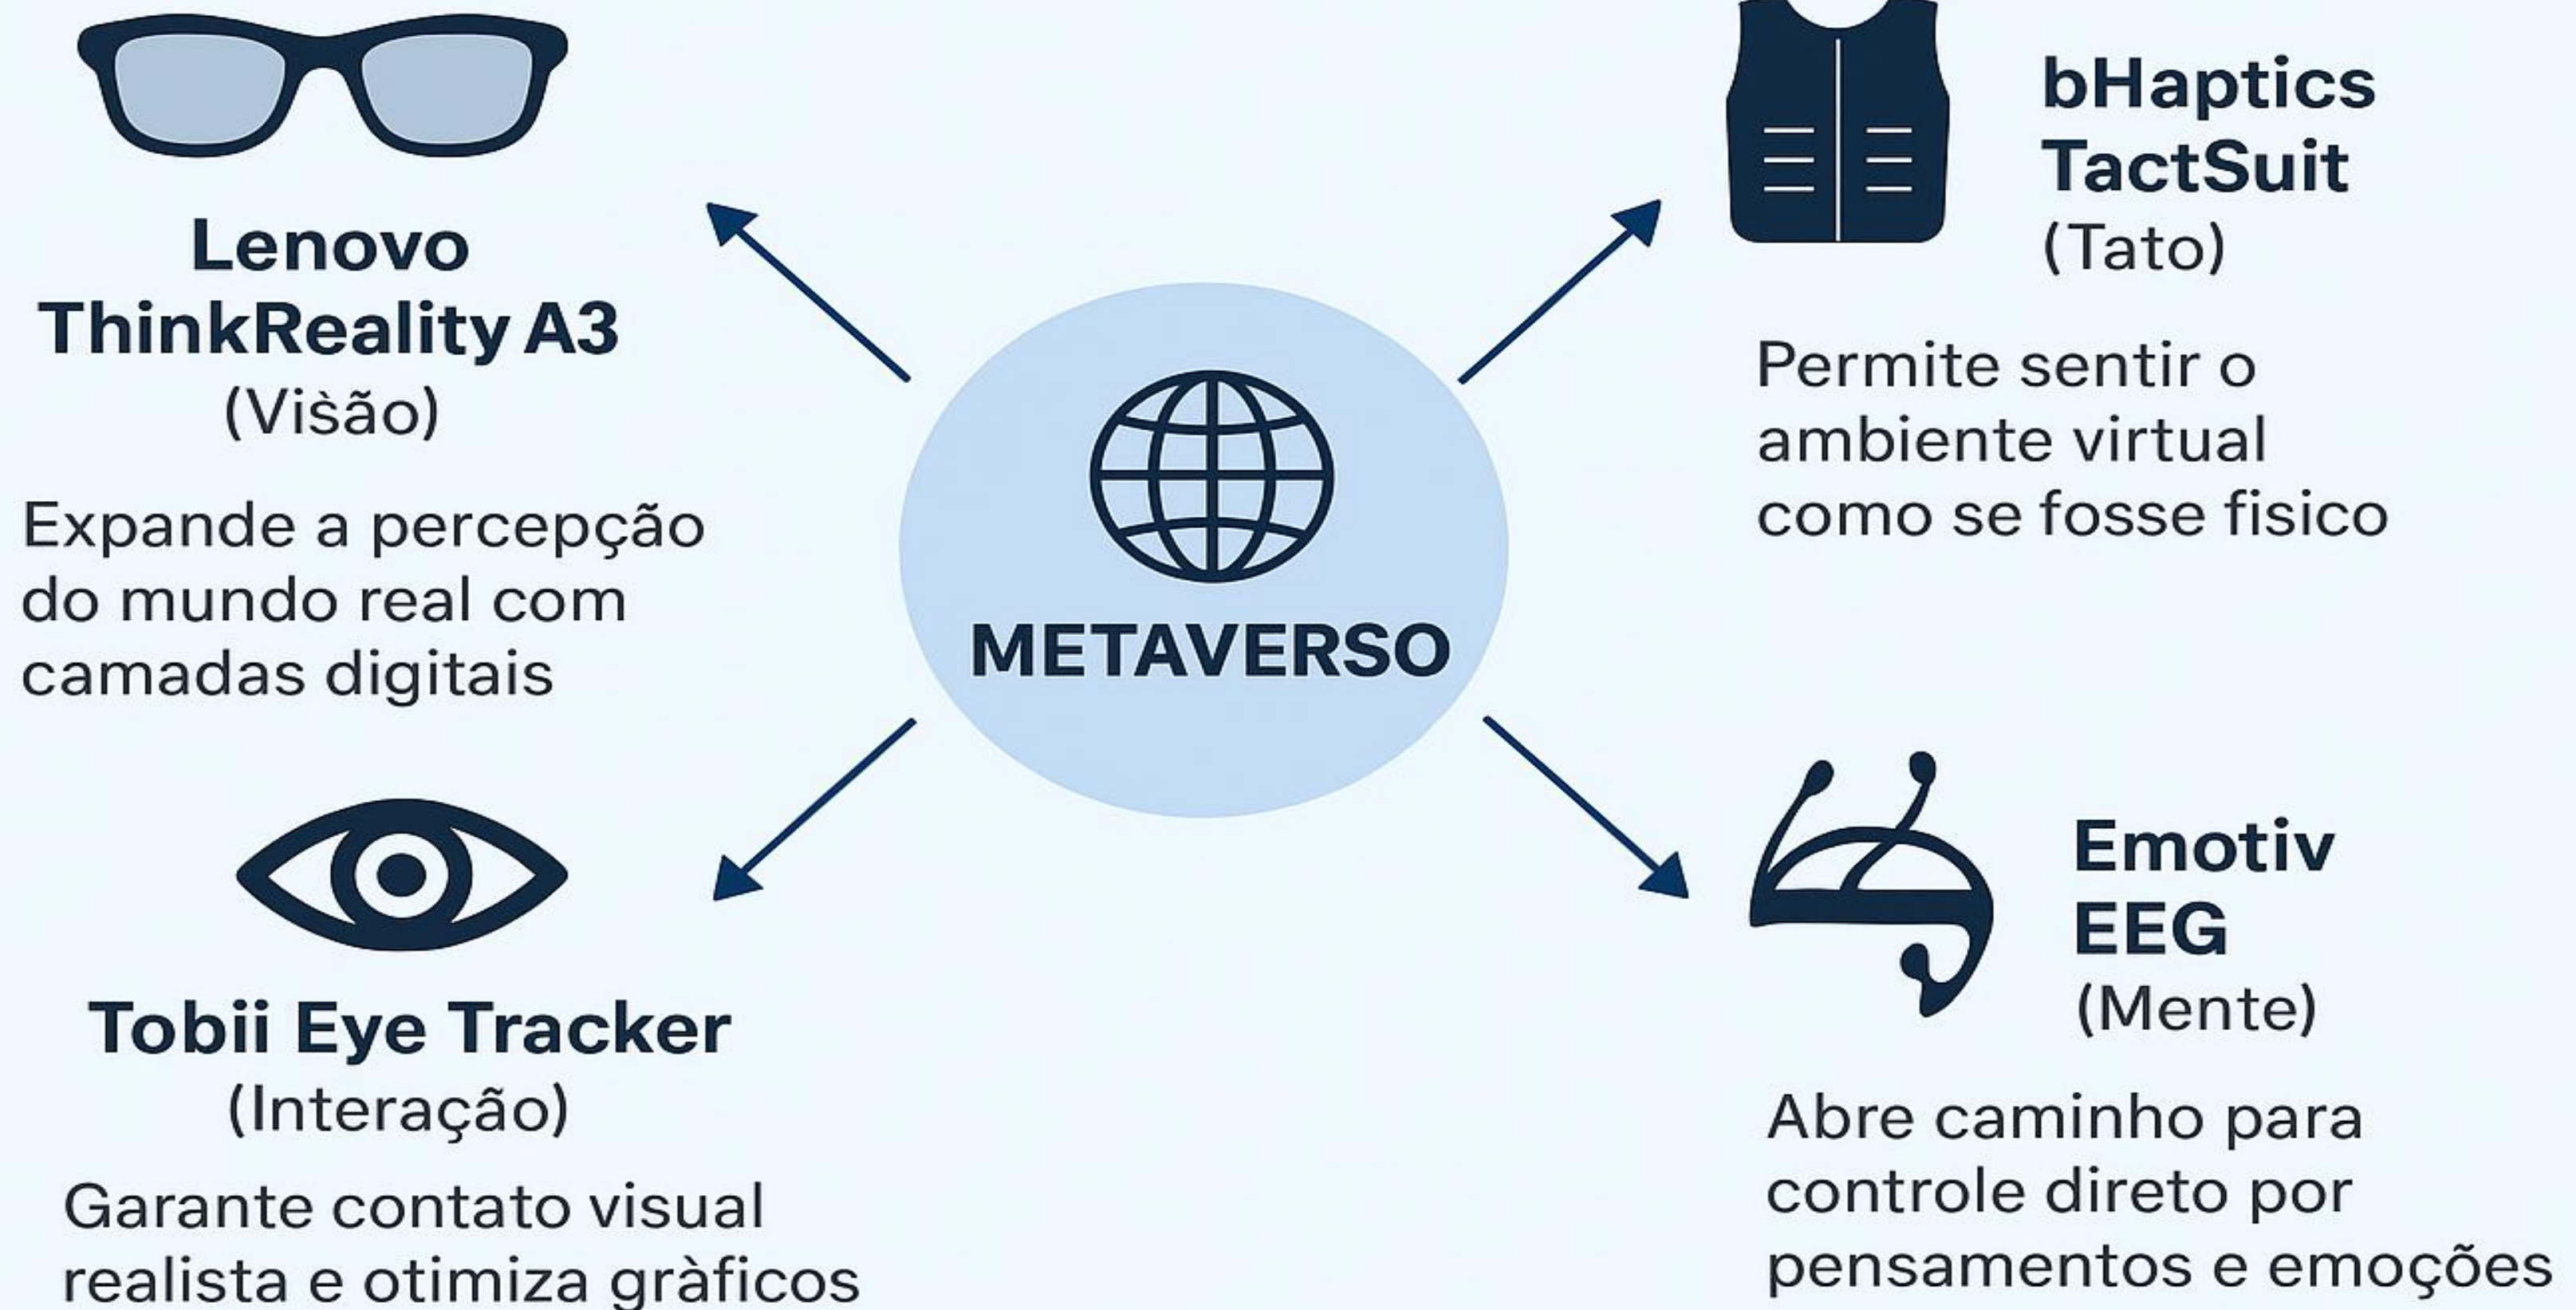 Lenovo
ThinkReality A3
(Vis̀ão)
Expande a percepção
do mundo real com
camadas digitais
bHaptics
TactSuit
(Tato)
Permite sentir o
ambiente virtual
como se fosse fisico
METAVERSO
Tobii Eye Tracker
(Interação)
Garante contato visual
realista e otimiza gràficos
Emotiv
EEG
(Mente)
Abre caminho para
controle direto por
pensamentos e emoções